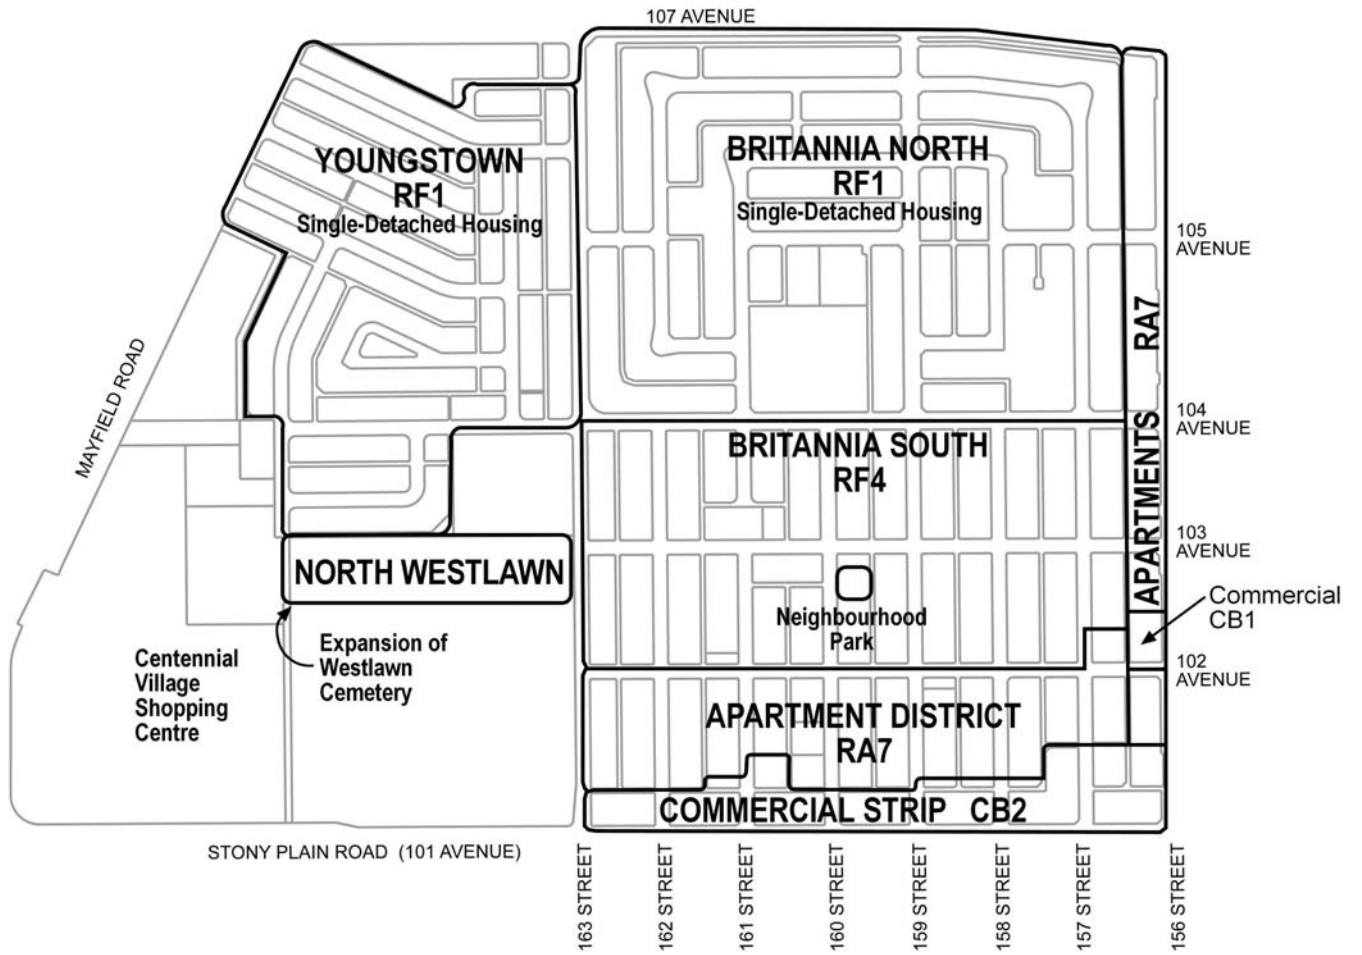 107 AVENUE
YOUNGSTOWN
RF1
Single-Detached Housing
BRITANNIA NORTH
RF1
Single-Detached Housing
105
AVENUE
APARTMENTS RA7
MAYFIELD ROAD
104
AVENUE
BRITANNIA SOUTH
RF4
103
AVENUE
NORTH WESTLAWN
Commercial
CB1
Neighbourhood
Park
Expansion of
Westlawn
Cemetery
Centennial
Village
Shopping
Centre
102
AVENUE
APARTMENT DISTRICT
RA7
COMMERCIAL STRIP CB2
STONY PLAIN ROAD (101 AVENUE)
163 STREET
162 STREET
161 STREET
160 STREET
159 STREET
158 STREET
157 STREET
156 STREET